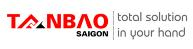 TANBAO
SAIGON
total solution
in your hand